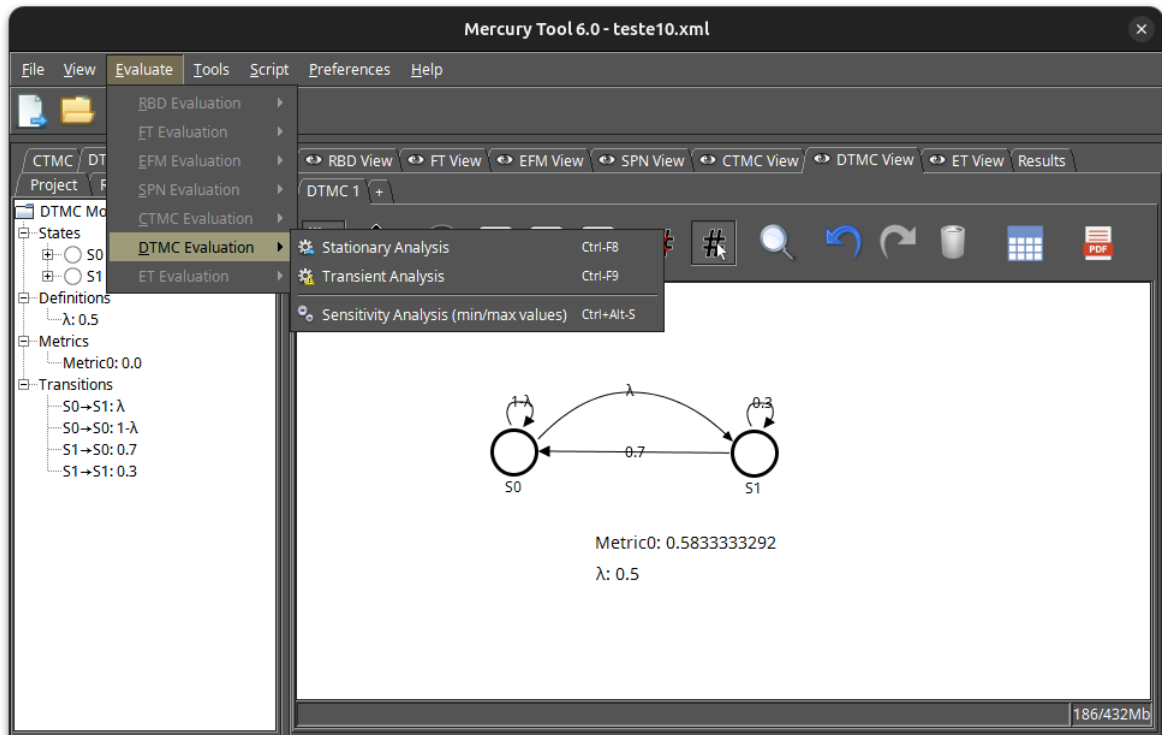 Mercury Tool 6.0 - teste10.xml
File View Evaluate Tools Script Preferences Help
RBD Evaluation
FT Evaluation
EFM Evaluation
SPN Evaluation
CTMC Evaluation
DTMC Evaluation
ET Evaluation
Stationary Analysis Ctrl-F8
Transient Analysis Ctrl-F9
Sensitivity Analysis (min/max values) Ctrl+Alt-S
CTMC DT
Project
DTMC Mo
States
S0
S1
Definitions
λ: 0.5
Metrics
Metric0: 0.0
Transitions
S0→S1: λ
S0→S0: 1-λ
S1→S0: 0.7
S1→S1: 0.3
RBD View FT View EFM View SPN View CTMC View DTMC View ET View Results
DTMC 1 +
#
PDF
λ
1-λ 0.3
0.7
S0 S1
Metric0: 0.5833333292
λ: 0.5
186/432Mb